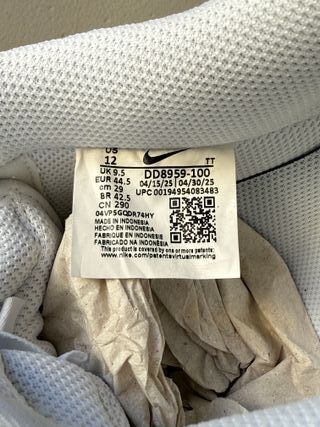 US
12
TT
UK 9.5
EUR 44.5
cm 29
BR 42.5
CN 290
DD8959-100
04/15/25 | 04/30/25
UPC 00194954083483
04VPSGQDR74HY
MADE IN INDONESIA
HECHO EN INDONESIA
FABRIQUE EN INDONESIE
FABRICADO NA INDONÉSIA
This product is covered by one or more patents:
www.nike.com/patentsvirtualmarking